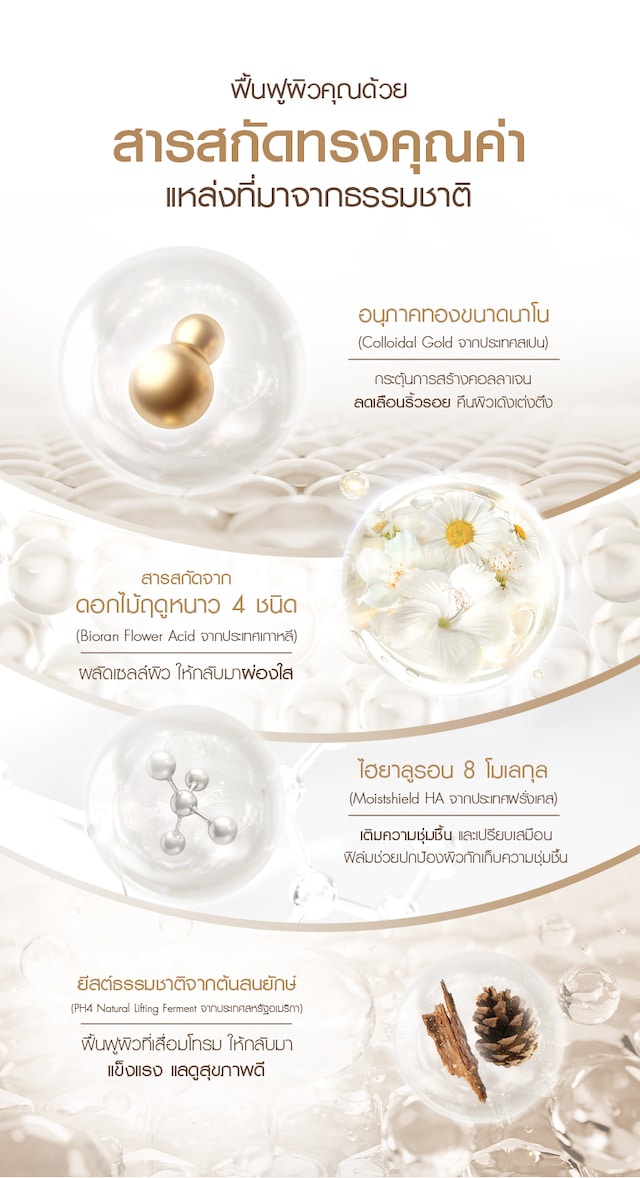 ฟื้นฟูผิวคุณด้วย
สารสกัดทรงคุณค่า
แหล่งที่มาจากธรรมชาติ
อนุภาคทองขนาดนาโน
(Colloidal Gold จากประเทศสเปน)
กระตุ้นการสร้างคอลลาเจน
ลดเลือนริ้วรอย คืนผิวเด้งเต่งตึง
สารสกัดจาก
ดอกไม้ฤดูหนาว 4 ชนิด
(Bioran Flower Acid จากประเทศเกาหลี)
ผลัดเซลล์ผิว ให้กลับมาผ่องใส
ไฮยาลูรอน 8 โมเลกุล
(Moistshield HA จากประเทศฝรั่งเศส)
เติมความชุ่มชื้น และเปรียบเสมือน
ฟิล์มช่วยปกป้องผิวกักเก็บความชุ่มชื้น
ยีสต์ธรรมชาติจากต้นสนยักษ์
(PH4 Natural Lifting Ferment จากประเทศสหรัฐอเมริกา)
ฟื้นฟูผิวที่เสื่อมโทรม ให้กลับมา
แข็งแรง แลดูสุขภาพดี